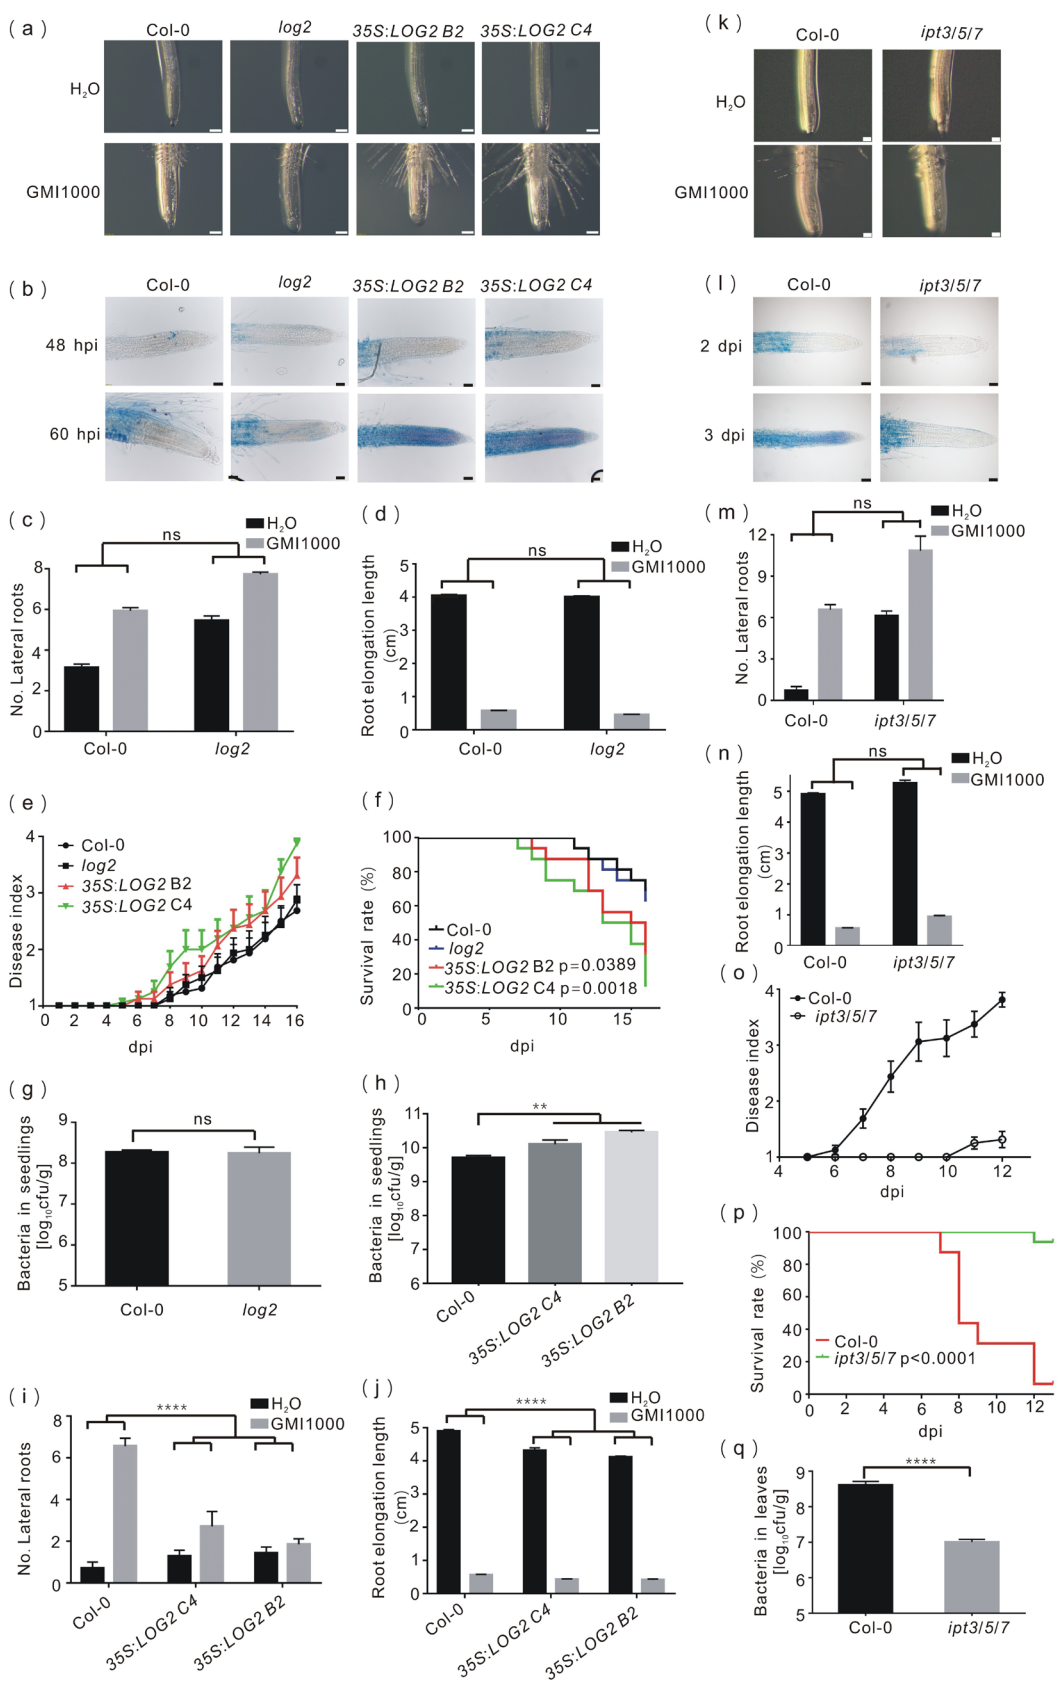 (a)
Col-0 log2 35S:LOG2 B2 35S:LOG2 C4
H2O
GMI1000
(b)
Col-0 log2 35S:LOG2 B2 35S:LOG2 C4
48 hpi
60 hpi
(c)
ns
H2O
GMI1000
No. Lateral roots
8
6
4
2
0
Col-0 log2
(d)
ns
H2O
GMI1000
Root elongation length
(cm)
5
4
3
2
1
0
Col-0 log2
(e)
Disease index
4
3
2
1
Col-0
log2
35S:LOG2 B2
35S:LOG2 C4
0 2 4 6 8 10 12 14 16
dpi
(f)
Survival rate (%)
100
80
60
40
20
0
Col-0
log2
35S:LOG2 B2 p=0.0389
35S:LOG2 C4 p=0.0018
0 5 10 15
dpi
(g)
ns
Bacteria in seedlings
[log10cfu/g]
9
8
7
6
5
Col-0 log2
(h)
**
Bacteria in seedlings
[log10cfu/g]
11
10
9
8
7
6
Col-0
35S:LOG2 C4
35S:LOG2 B2
(i)
****
H2O
GMI1000
No. Lateral roots
8
6
4
2
0
Col-0
35S:LOG2 C4
35S:LOG2 B2
(j)
****
H2O
GMI1000
Root elongation length
(cm)
5
4
3
2
1
0
Col-0
35S:LOG2 C4
35S:LOG2 B2
(k)
Col-0 ipt3/5/7
H2O
GMI1000
(l)
Col-0 ipt3/5/7
2 dpi
3 dpi
(m)
ns
H2O
GMI1000
No. Lateral roots
12
9
6
3
0
Col-0 ipt3/5/7
(n)
ns
H2O
GMI1000
Root elongation length
(cm)
5
4
3
2
1
0
Col-0 ipt3/5/7
(o)
Disease index
4
3
2
1
Col-0
ipt3/5/7
4 6 8 10 12
dpi
(p)
Survival rate (%)
100
80
60
40
20
0
Col-0
ipt3/5/7 p<0.0001
0 2 4 6 8 10 12
dpi
(q)
****
Bacteria in leaves
[log10cfu/g]
9
8
7
6
5
Col-0 ipt3/5/7